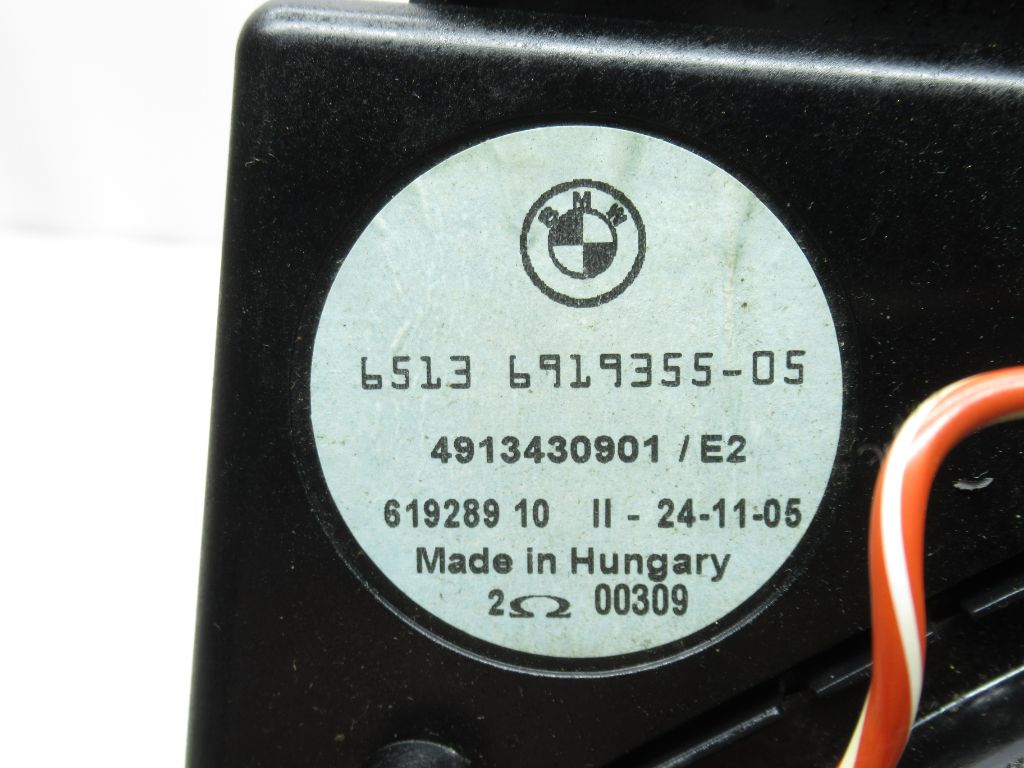 BMW
6513 6919355-05
4913430901 / E2
619289 10 II - 24-11-05
Made in Hungary
2Ω 00309